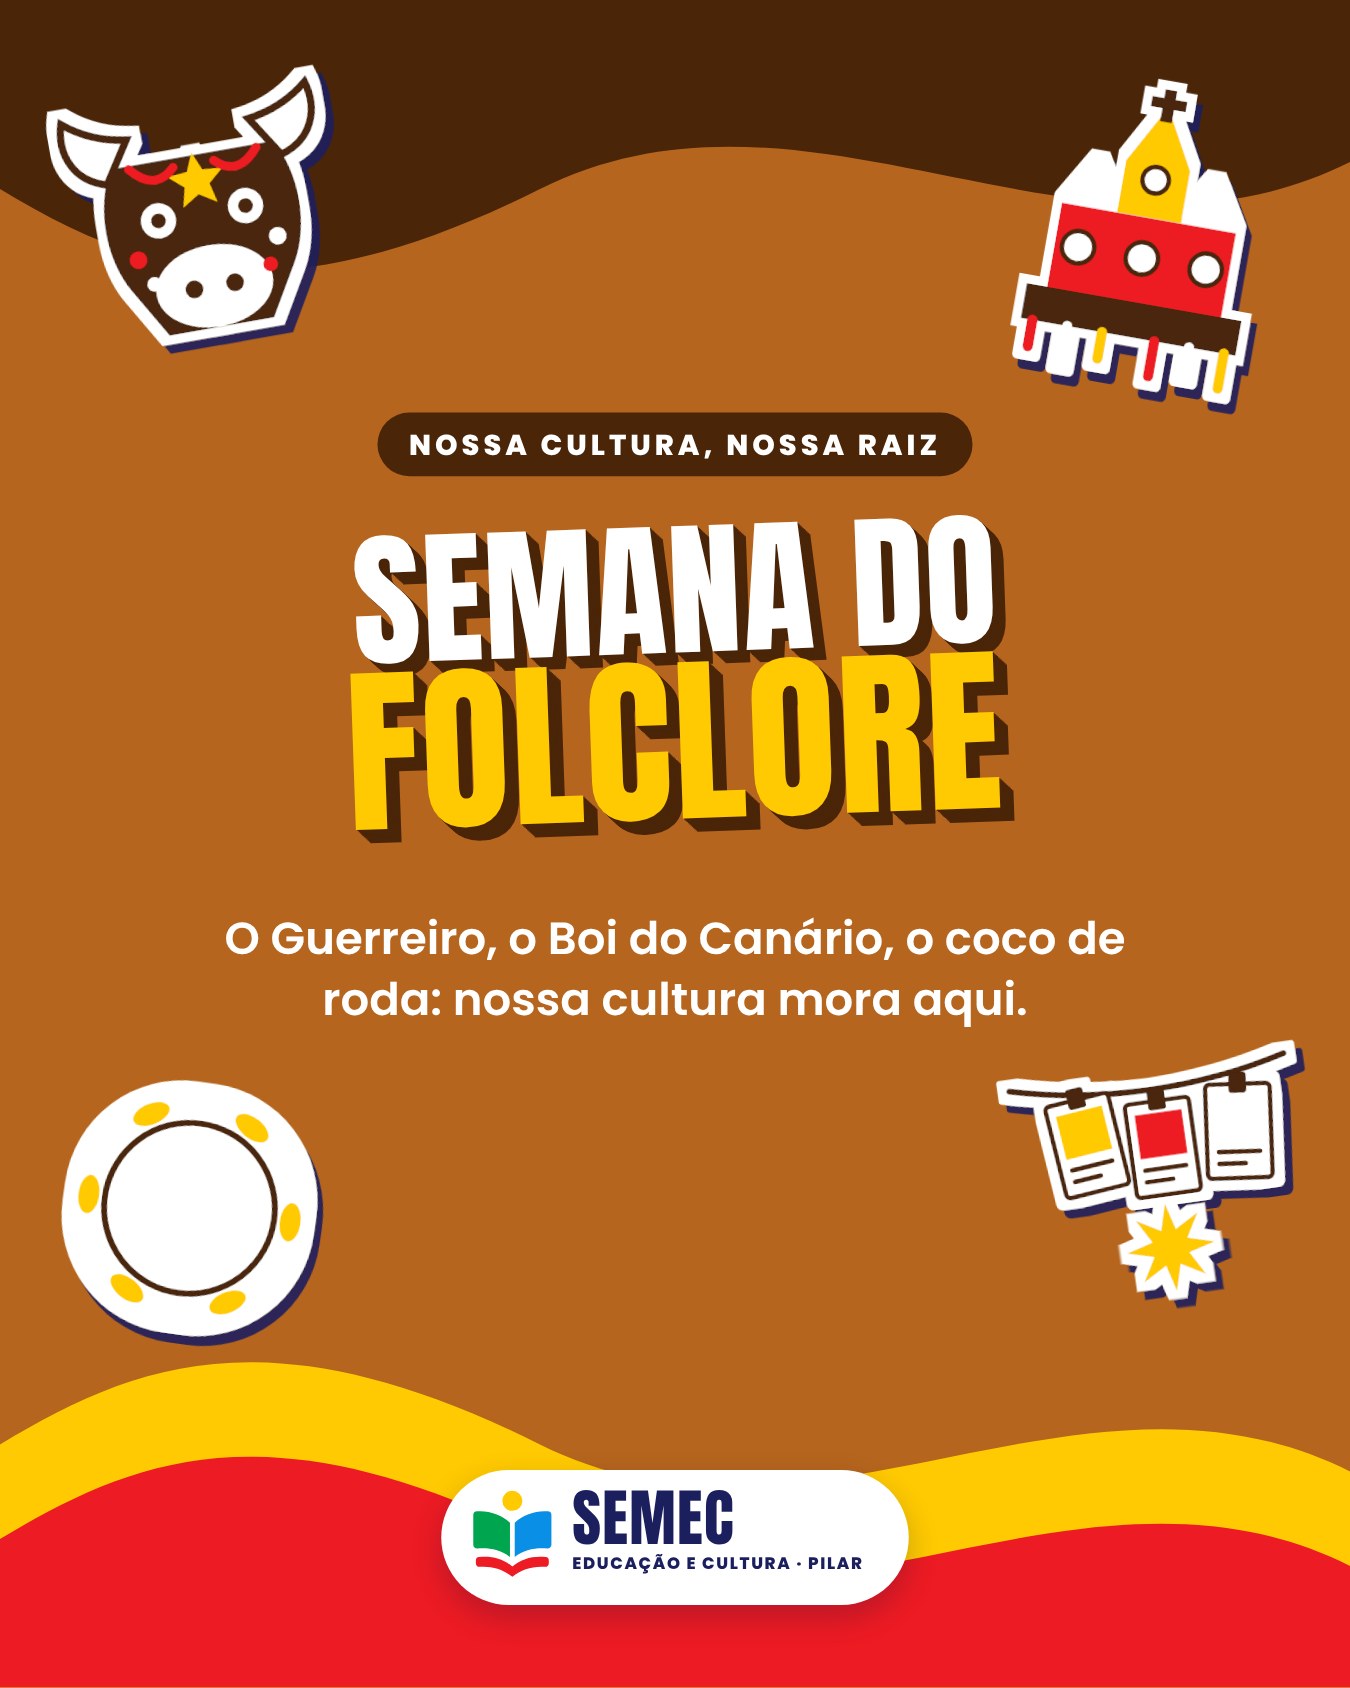 NOSSA CULTURA, NOSSA RAIZ
SEMANA DO
FOLCLORE
O Guerreiro, o Boi do Canário, o coco de
roda: nossa cultura mora aqui.
SEMEC
EDUCAÇÃO E CULTURA · PILAR